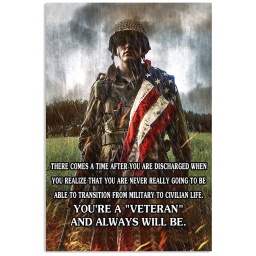 THERE COMES A TIME AFTER YOU ARE DISCHARGED WHEN
YOU REALIZE THAT YOU ARE NEVER REALLY GOING TO BE
ABLE TO TRANSITION FROM MILITARY TO CIVILIAN LIFE.
YOU'RE A "VETERAN"
AND ALWAYS WILL BE.